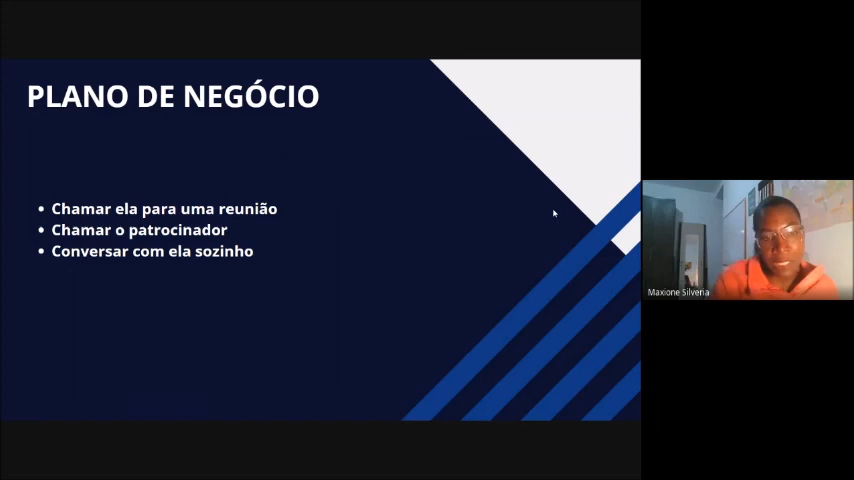 PLANO DE NEGÓCIO
• Chamar ela para uma reunião
• Chamar o patrocinador
• Conversar com ela sozinho
Maxione Silveria